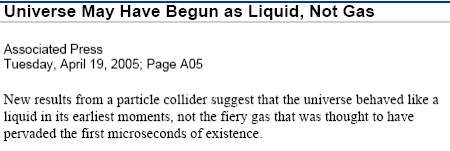 Universe May Have Begun as Liquid, Not Gas
Associated Press
Tuesday, April 19, 2005; Page A05
New results from a particle collider suggest that the universe behaved like a
liquid in its earliest moments, not the fiery gas that was thought to have
pervaded the first microseconds of existence.